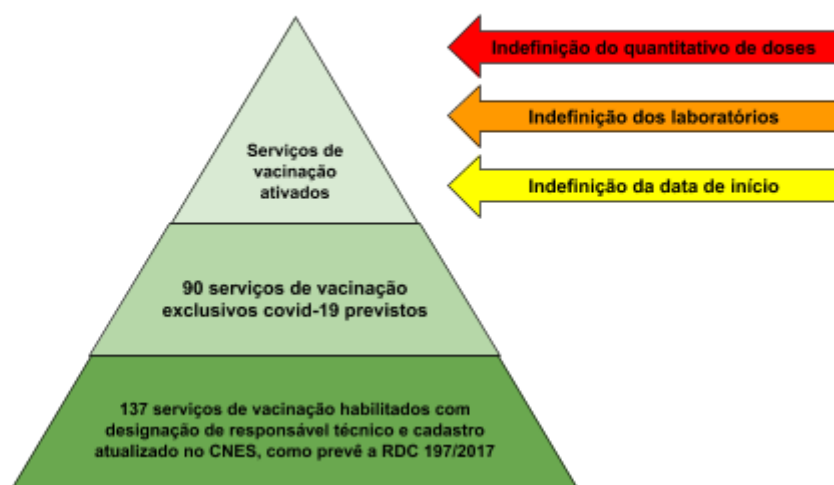 Indefinição do quantitativo de doses
Indefinição dos laboratórios
Serviços de
vacinação
ativados
Indefinição da data de início
90 serviços de vacinação
exclusivos covid-19 previstos
137 serviços de vacinação habilitados com
designação de responsável técnico e cadastro
atualizado no CNES, como prevê a RDC 197/2017